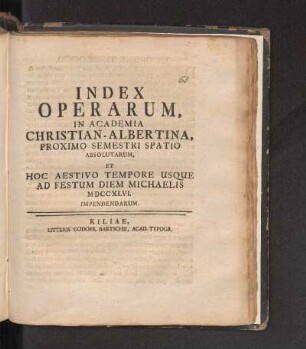 INDEX
OPERARUM,
IN ACADEMIA
CHRISTIAN-ALBERTINA,
PROXIMO SEMESTRI SPATIO
ABSOLUTARUM,
ET
HOC AESTIVO TEMPORE USQUE
AD FESTUM DIEM MICHAELIS
MDCCXLVI.
IMPENDENDARUM.
KILIAE,
LITTERIS GODOFR. BARTSCHII, ACAD. TYPOGR.